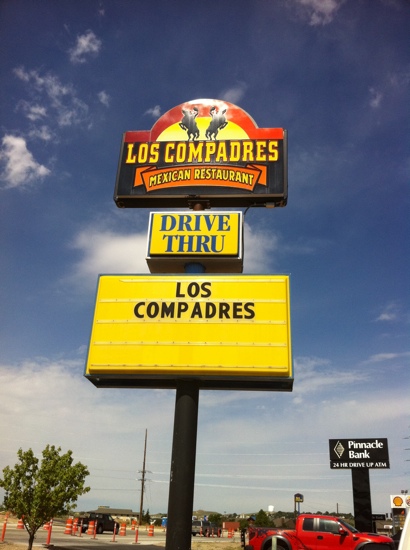 LOS COMPADRES
MEXICAN RESTAURANT
DRIVE
THRU
LOS
COMPADRES
Pinnacle
Bank
24 HR DRIVE UP ATM